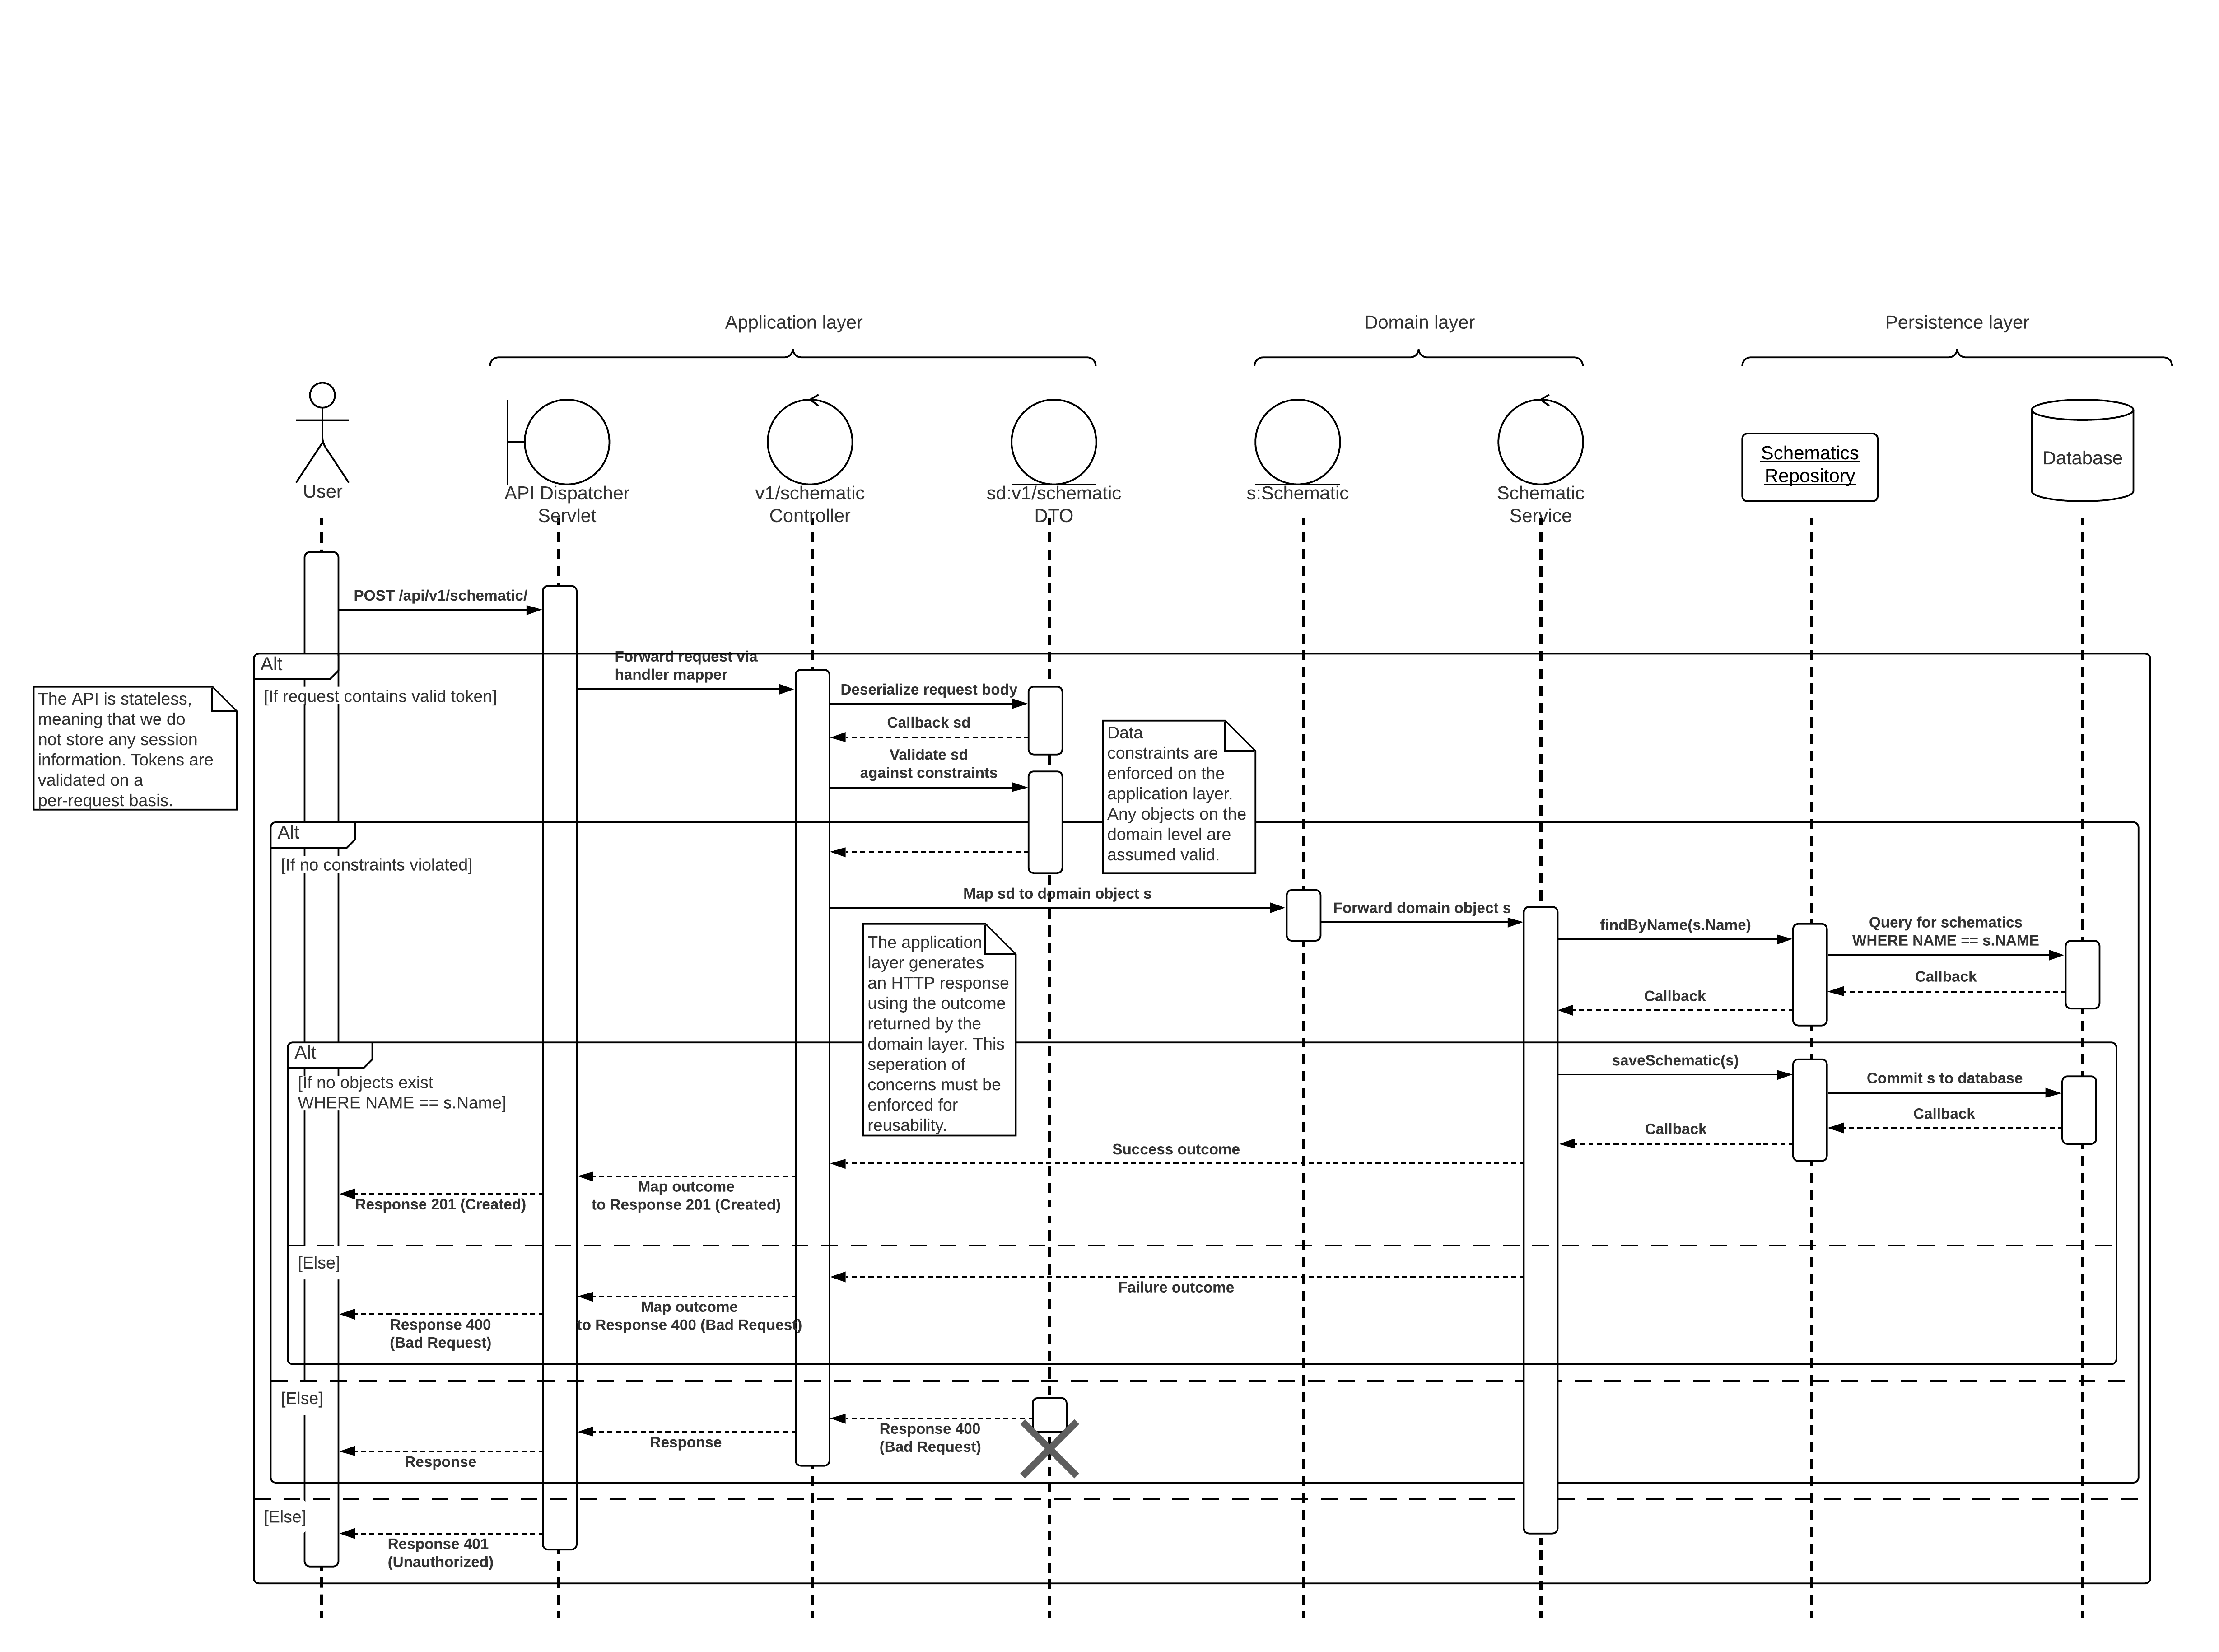 Application layer
Domain layer
Persistence layer
User
API Dispatcher
Servlet
v1/schematic
Controller
sd:v1/schematic
DTO
s:Schematic
Schematic
Service
Schematics
Repository
Database
POST /api/v1/schematic/
Alt
[If request contains valid token]
The API is stateless,
meaning that we do
not store any session
information. Tokens are
validated on a
per-request basis.
Forward request via
handler mapper
Deserialize request body
Callback sd
Validate sd
against constraints
Data
constraints are
enforced on the
application layer.
Any objects on the
domain level are
assumed valid.
Alt
[If no constraints violated]
Map sd to domain object s
Forward domain object s
findByName(s.Name)
Query for schematics
WHERE NAME == s.NAME
Callback
Callback
The application
layer generates
an HTTP response
using the outcome
returned by the
domain layer. This
seperation of
concerns must be
enforced for
reusability.
Alt
[If no objects exist
WHERE NAME == s.Name]
saveSchematic(s)
Commit s to database
Callback
Callback
Success outcome
Map outcome
to Response 201 (Created)
Response 201 (Created)
[Else]
Failure outcome
Map outcome
to Response 400 (Bad Request)
Response 400
(Bad Request)
[Else]
Response 400
(Bad Request)
Response
Response
[Else]
Response 401
(Unauthorized)